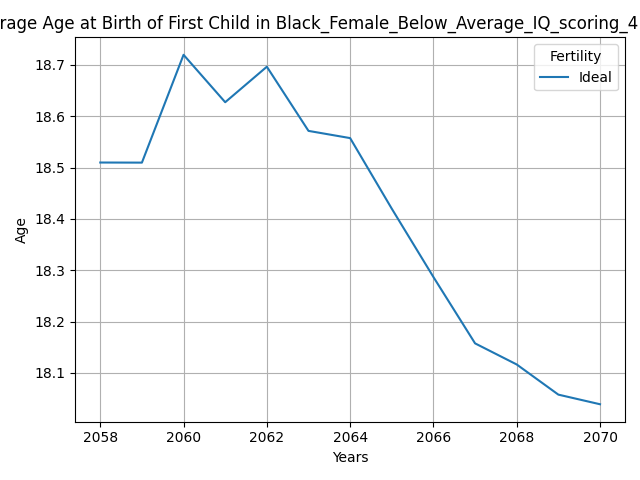 rage Age at Birth of First Child in Black_Female_Below_Average_IQ_scoring_4
Fertility
Ideal
Age
18.7
18.6
18.5
18.4
18.3
18.2
18.1
2058 2060 2062 2064 2066 2068 2070
Years